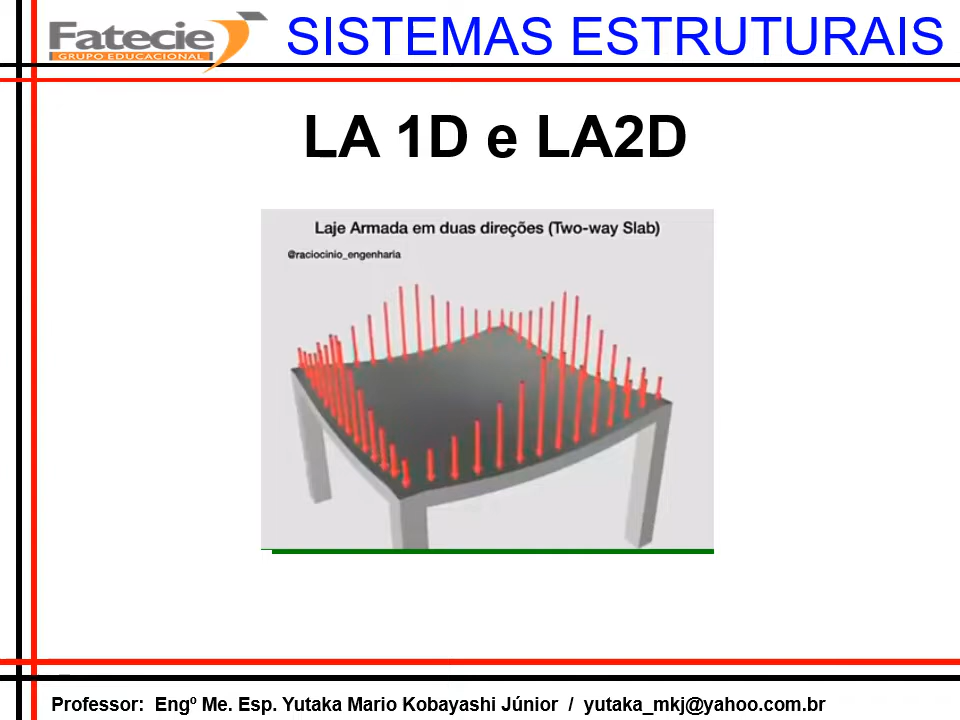 Fatecie
GRUPO EDUCACIONAL
SISTEMAS ESTRUTURAIS
LA 1D e LA2D
Laje Armada em duas direções (Two-way Slab)
@raciocinio_engenharia
Professor: Engº Me. Esp. Yutaka Mario Kobayashi Júnior / yutaka_mkj@yahoo.com.br